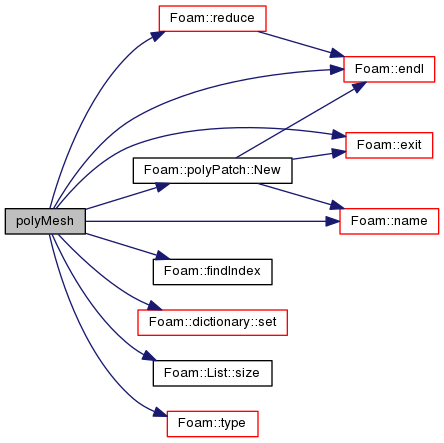 Foam::reduce
Foam::endl
Foam::exit
Foam::polyPatch::New
polyMesh
Foam::name
Foam::findIndex
Foam::dictionary::set
Foam::List::size
Foam::type